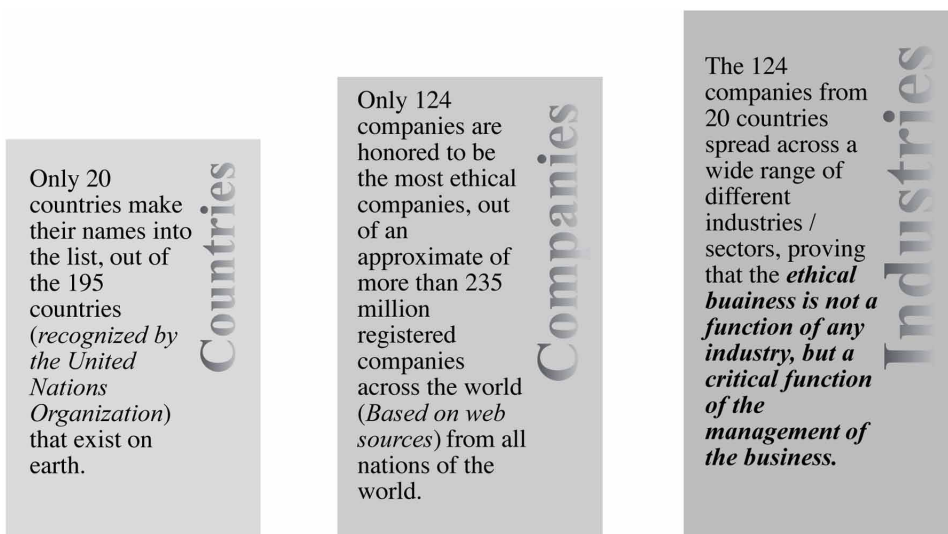 Only 20
countries make
their names into
the list, out of
the 195
countries
(recognized by
the United
Nations
Organization)
that exist on
earth.
Countries
Only 124
companies are
honored to be
the most ethical
companies, out
of an
approximate of
more than 235
million
registered
companies
across the world
(Based on web
sources) from all
nations of the
world.
Companies
The 124
companies from
20 countries
spread across a
wide range of
different
industries /
sectors, proving
that the ethical
buainess is not a
function of any
industry, but a
critical function
of the
management of
the business.
Industries